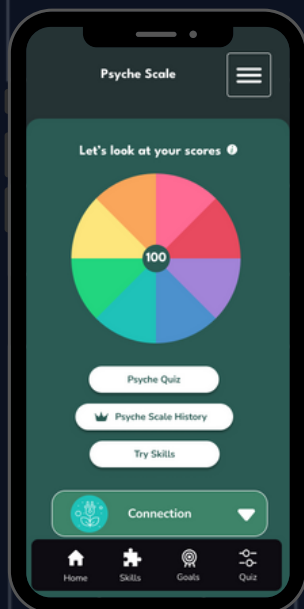 Psyche Scale
Let's look at your scores i
100
Psyche Quiz
Psyche Scale History
Try Skills
Connection
Home Skills Goals Quiz